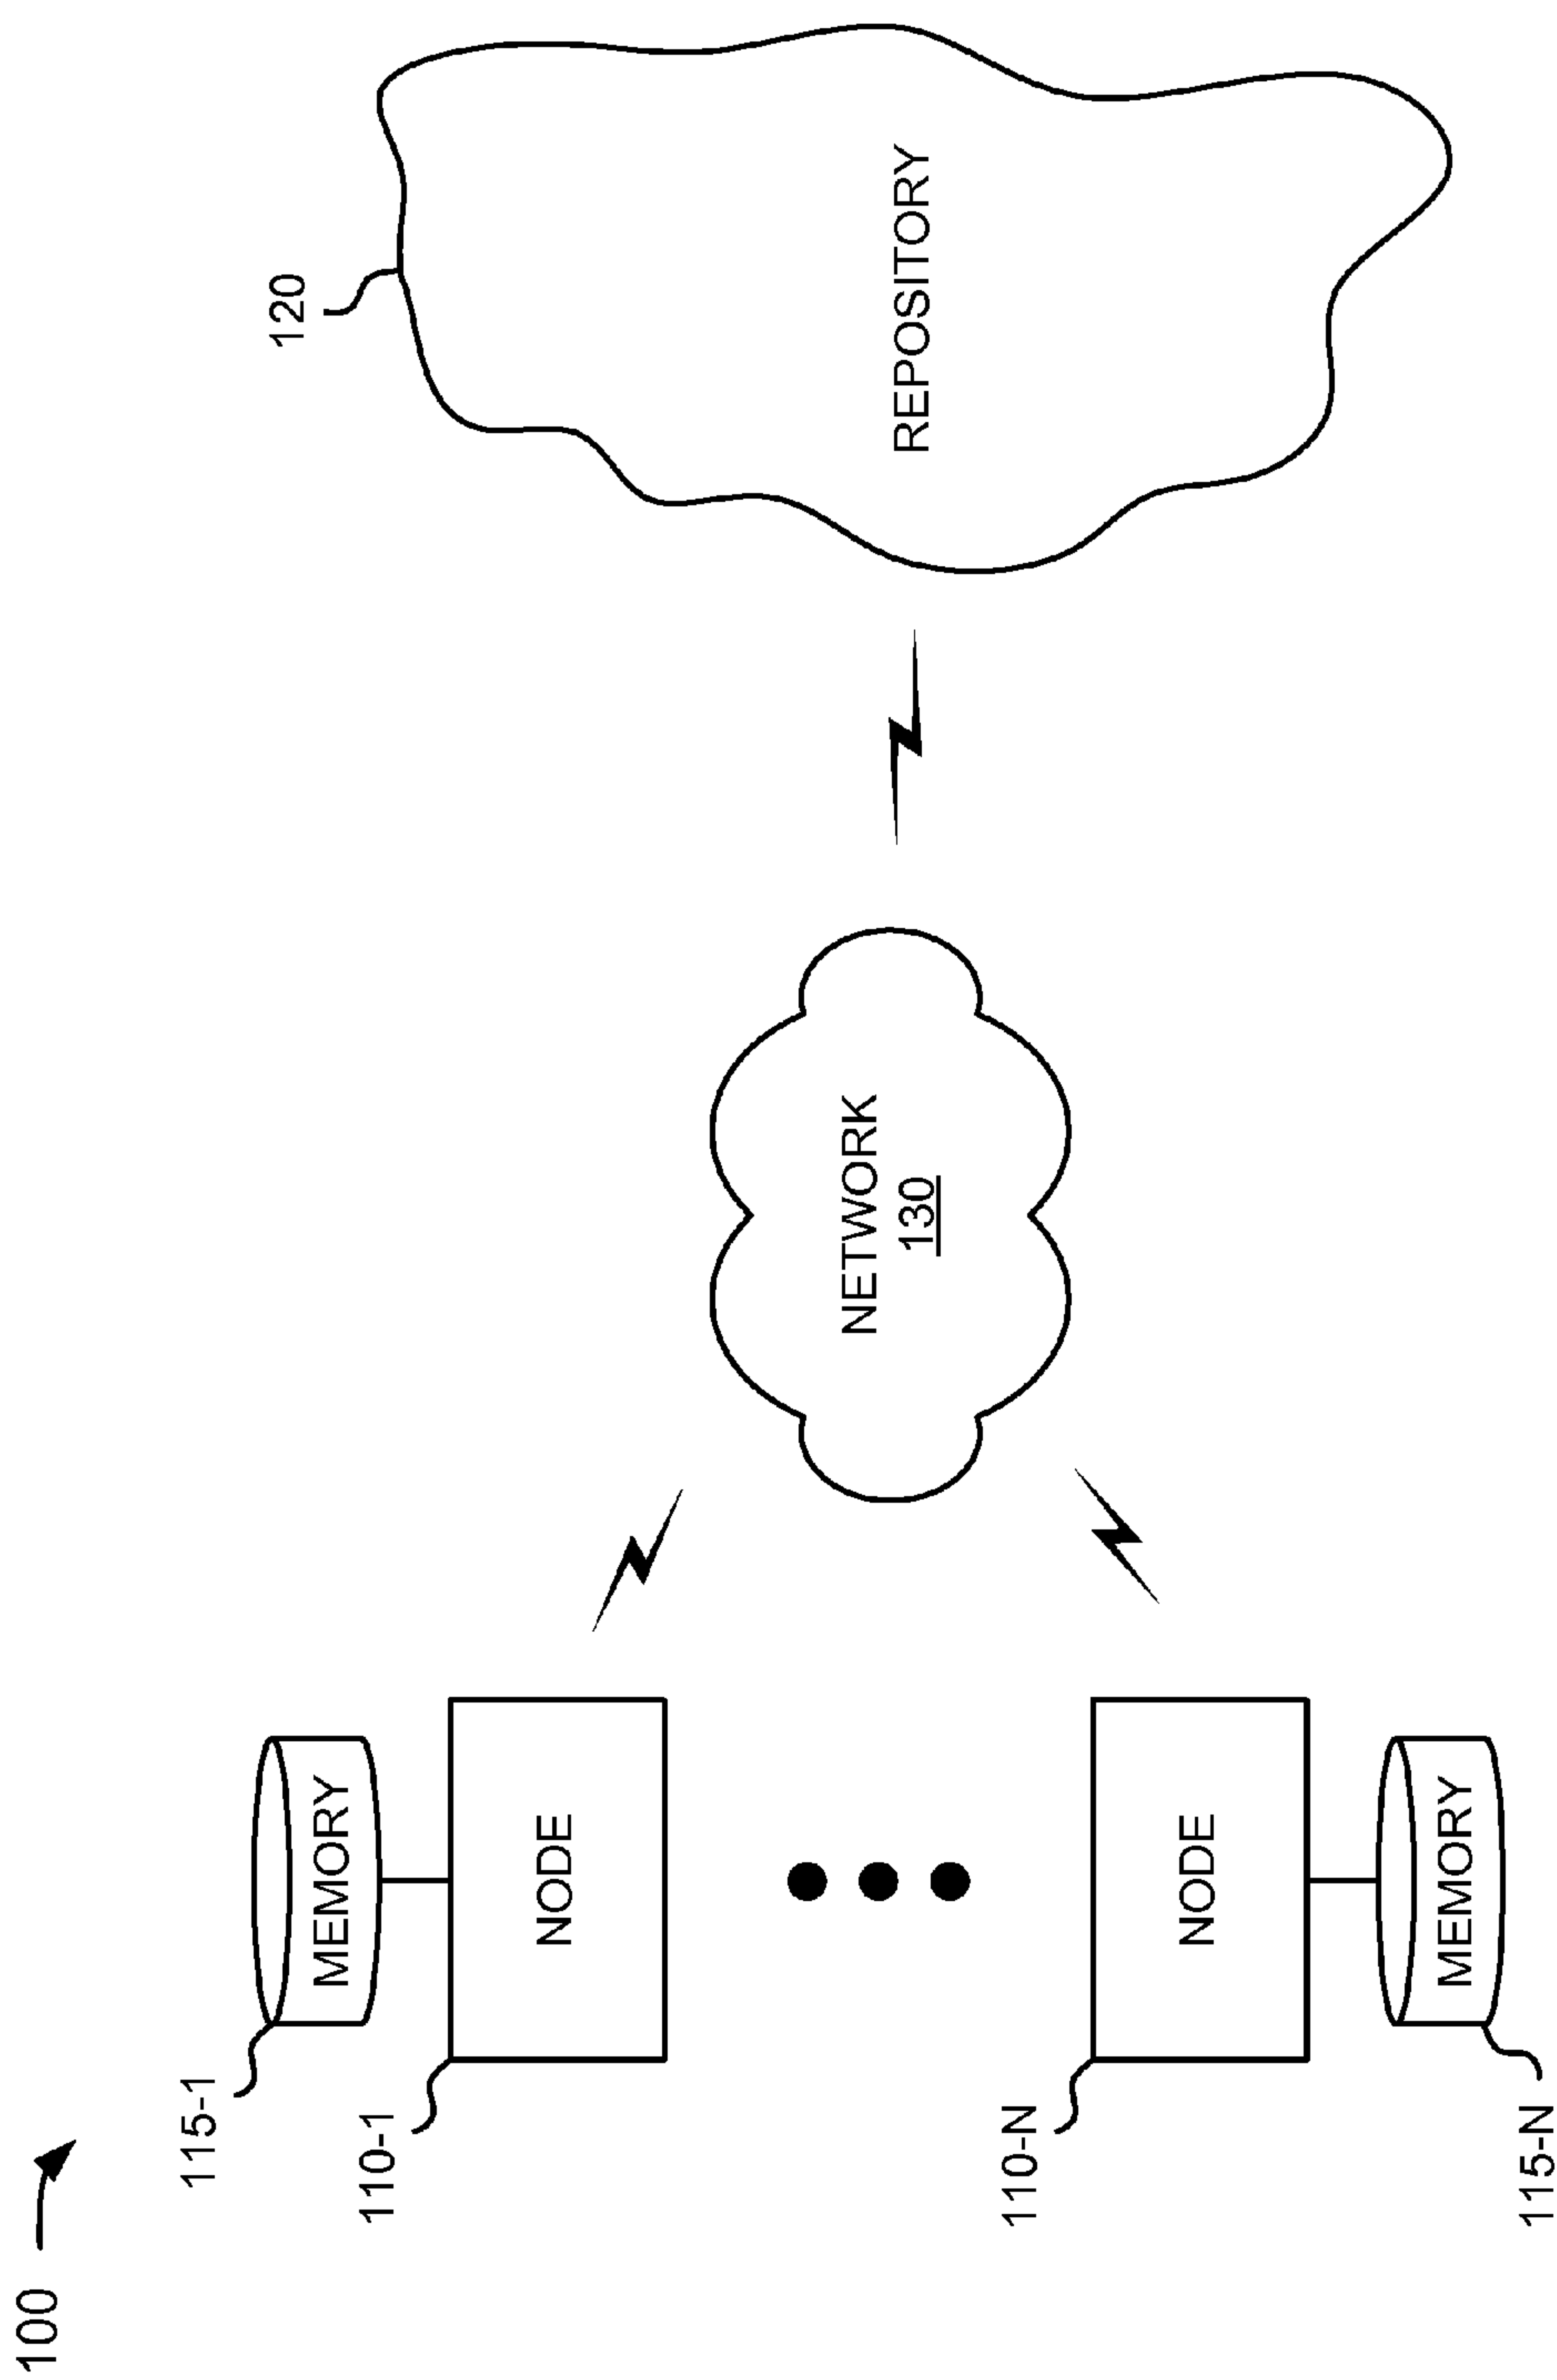 100
115-1
MEMORY
110-1
NODE
110-N
NODE
115-N
MEMORY
NETWORK
130
120
REPOSITORY